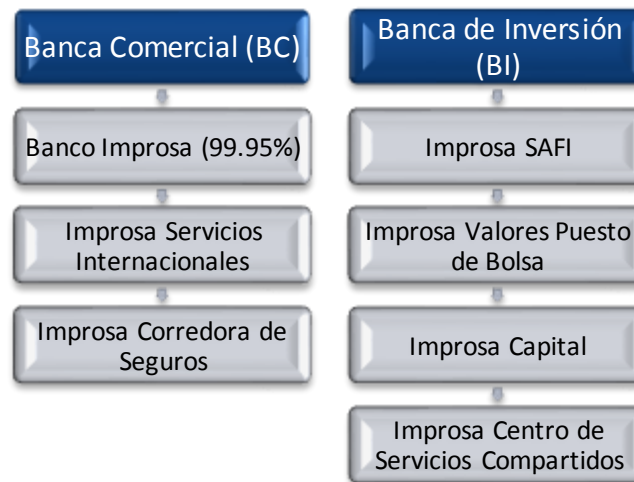 Banca Comercial (BC)
Banco Improsa (99.95%)
Improsa Servicios
Internacionales
Improsa Corredora de
Seguros
Banca de Inversión
(BI)
Improsa SAFI
Improsa Valores Puesto
de Bolsa
Improsa Capital
Improsa Centro de
Servicios Compartidos